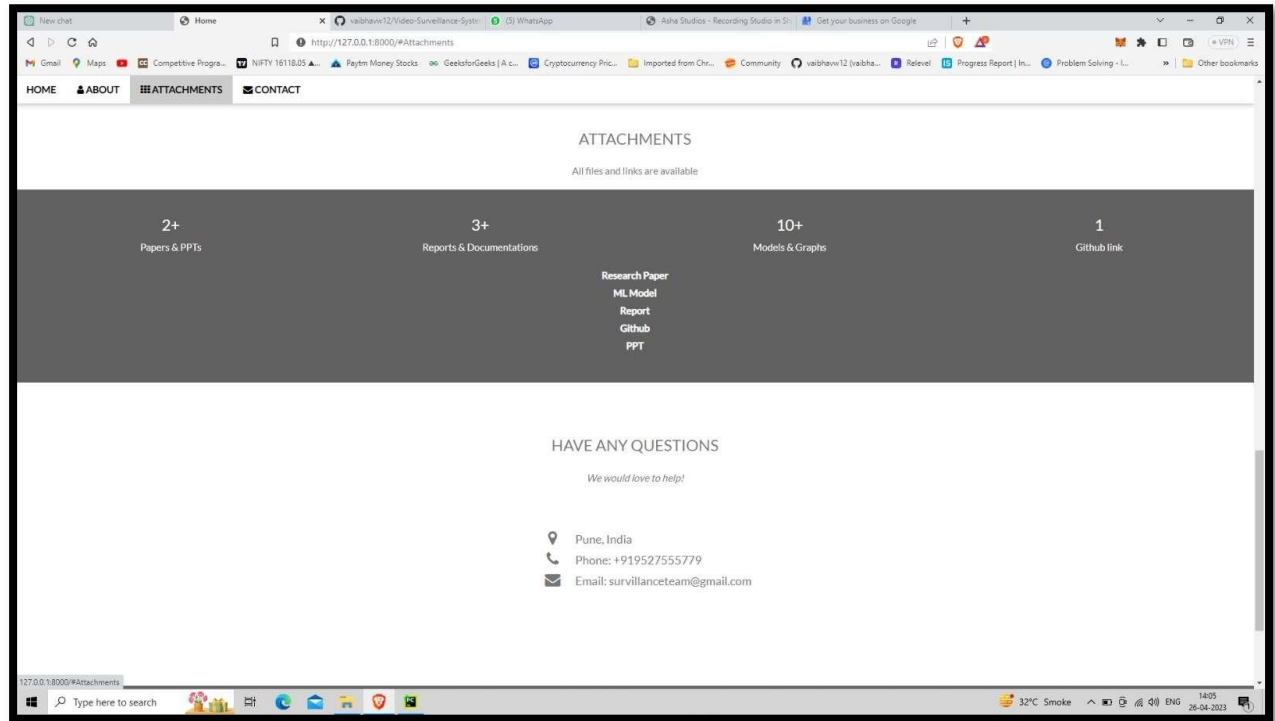 New chat
Home
vaibhavw12/Video-Surveillance-Syste
(5) WhatsApp
Asha Studios - Recording Studio in Sh
Get your business on Google
http://127.0.0.1:8000/#Attachments
VPN
Gmail
Maps
Competitive Progra...
NIFTY 16118.05 ▲...
Paytm Money Stocks
GeeksforGeeks | A c...
Cryptocurrency Pric...
Imported from Chr...
Community
vaibhavw12 (vaibha...
Relevel
Progress Report | In...
Problem Solving - I...
»
Other bookmarks
HOME
ABOUT
ATTACHMENTS
CONTACT
ATTACHMENTS
All files and links are available
2+
Papers & PPTs
3+
Reports & Documentations
10+
Models & Graphs
1
Github link
Research Paper
ML Model
Report
Github
PPT
HAVE ANY QUESTIONS
We would love to help!
Pune, India
Phone: +919527555779
Email: survillanceteam@gmail.com
127.0.0.1:8000/#Attachments
Type here to search
32°C Smoke
ENG
14:05
26-04-2023